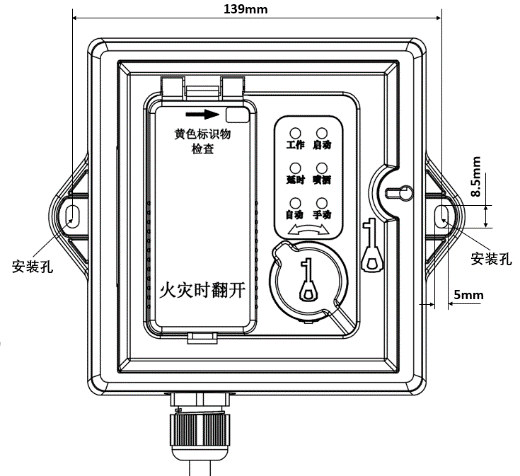 139mm
黄色标识物
检查
工作 启动
延时 喷洒
自动 手动
8.5mm
安装孔
安装孔
火灾时翻开
5mm